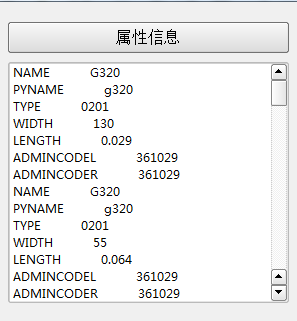 属性信息
NAME G320
PYNAME g320
TYPE 0201
WIDTH 130
LENGTH 0.029
ADMINCODEL 361029
ADMINCODER 361029
NAME G320
PYNAME g320
TYPE 0201
WIDTH 55
LENGTH 0.064
ADMINCODEL 361029
ADMINCODER 361029